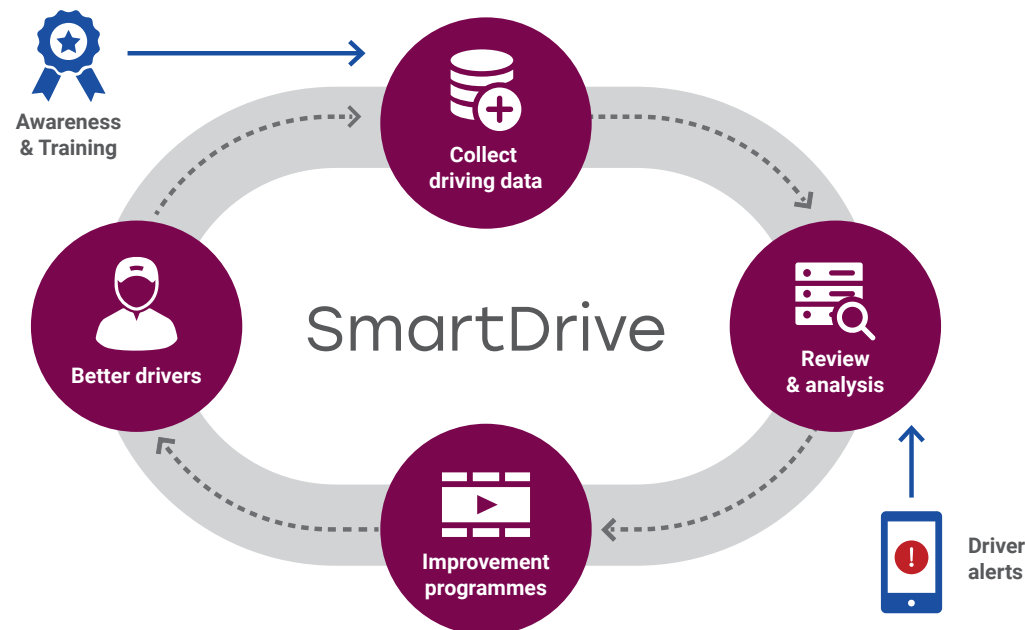 Awareness
& Training
Collect
driving data
Better drivers
SmartDrive
Review
& analysis
Improvement
programmes
Driver
alerts